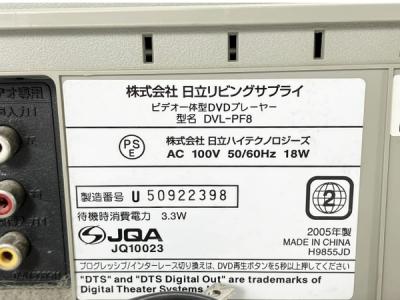 株式会社 日立リビングサプライ
ビデオ一体型DVDプレーヤー
型名 DVL-PF8
PS
E
株式会社 日立ハイテクノロジーズ
AC 100V 50/60Hz 18W
製造番号 U 50922398
待機時消費電力 3.3W
2
JQA
JQ10023
2005年製
MADE IN CHINA
H9855JD
プログレッシブ/インターレース切り換えは、DVD再生ボタンを5秒以上押してください
"DTS" and "DTS Digital Out" are trademarks of
Digital Theater Systems